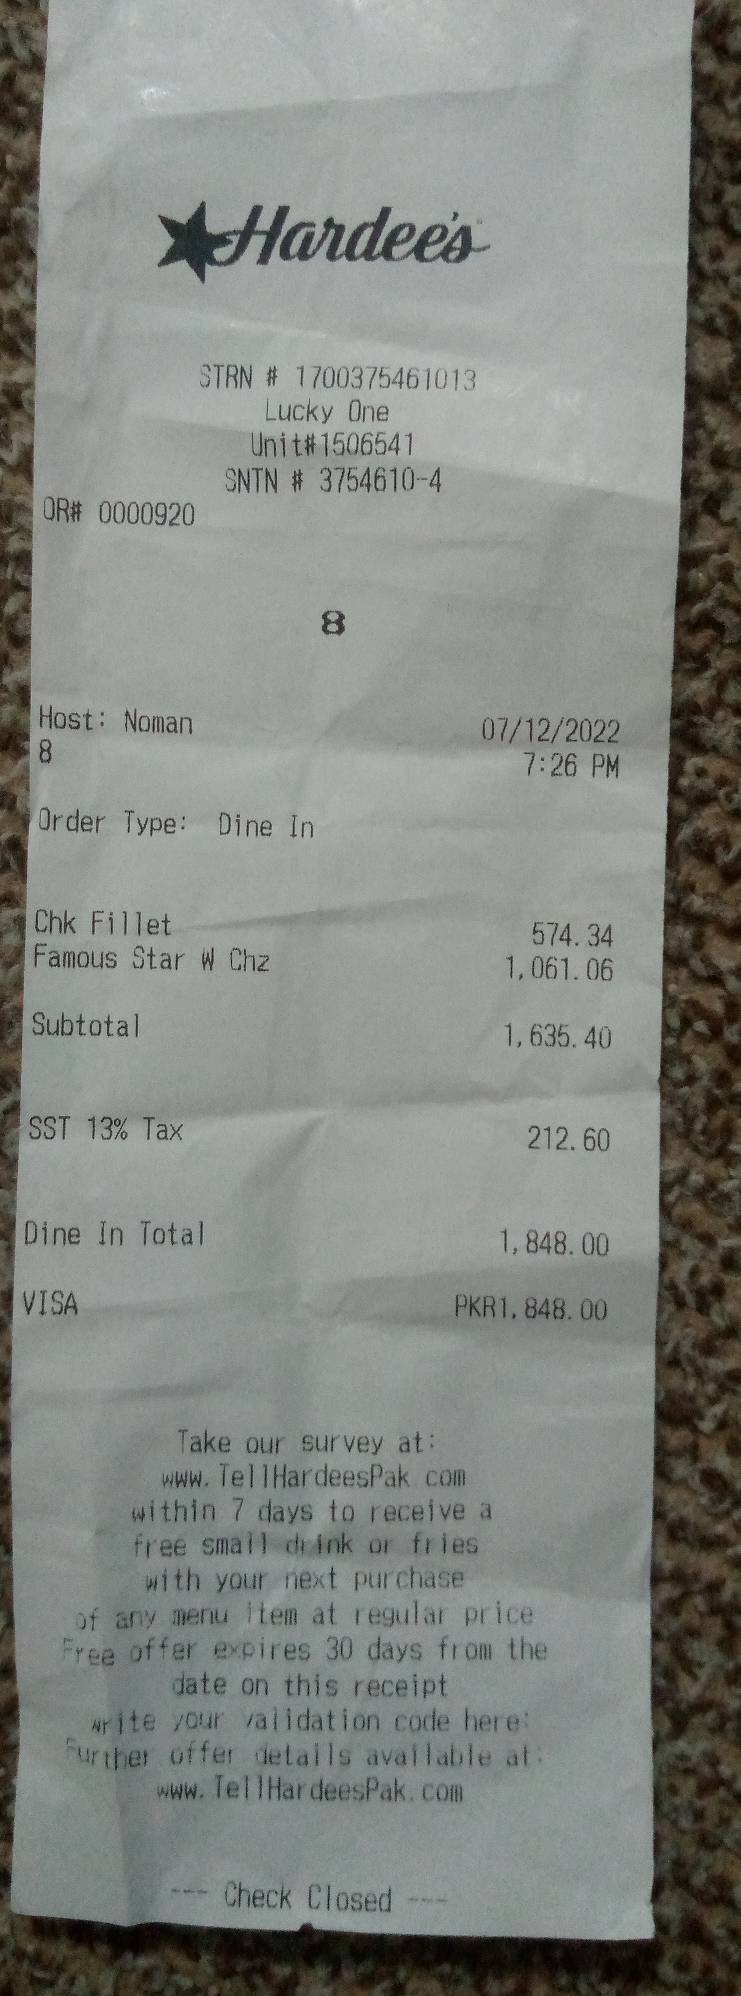 Hardee's
STRN # 1700375461013
Lucky One
Unit#1506541
SNTN # 3754610-4
OR# 0000920
8
Host: Noman 07/12/2022
8 7:26 PM
Order Type: Dine In
Chk Fillet 574.34
Famous Star W Chz 1,061.06
Subtotal 1,635.40
SST 13% Tax 212.60
Dine In Total 1,848.00
VISA PKR1,848.00
Take our survey at:
www.TellHardeesPak.com
within 7 days to receive a
free small drink or fries
with your next purchase
of any menu item at regular price
Free offer expires 30 days from the
date on this receipt
write your validation code here:
Further offer details available at:
www.TellHardeesPak.com
--- Check Closed ---